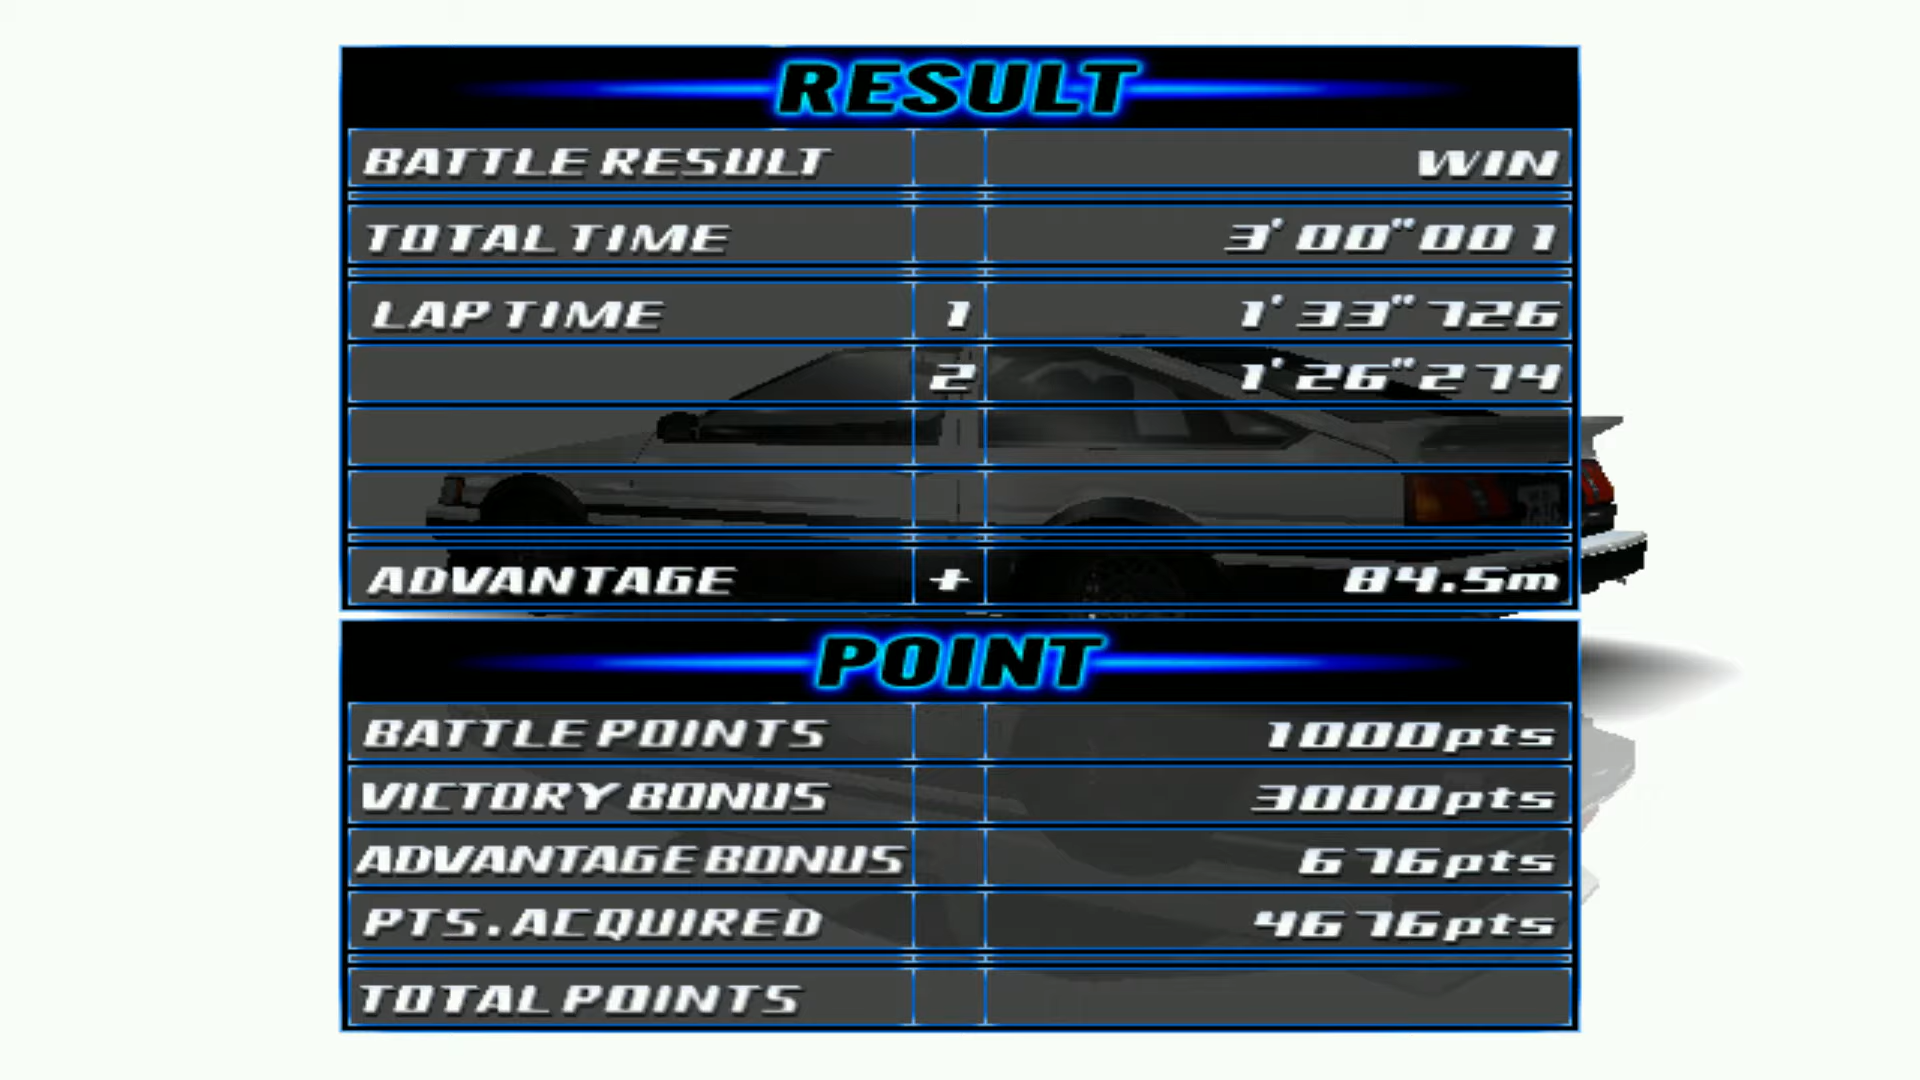 RESULT
BATTLE RESULT WIN
TOTAL TIME 3'00"001
LAP TIME 1 1'33"726
2 1'26"274
ADVANTAGE + 84.5m
POINT
BATTLE POINTS 1000pts
VICTORY BONUS 3000pts
ADVANTAGE BONUS 676pts
PTS. ACQUIRED 4676pts
TOTAL POINTS